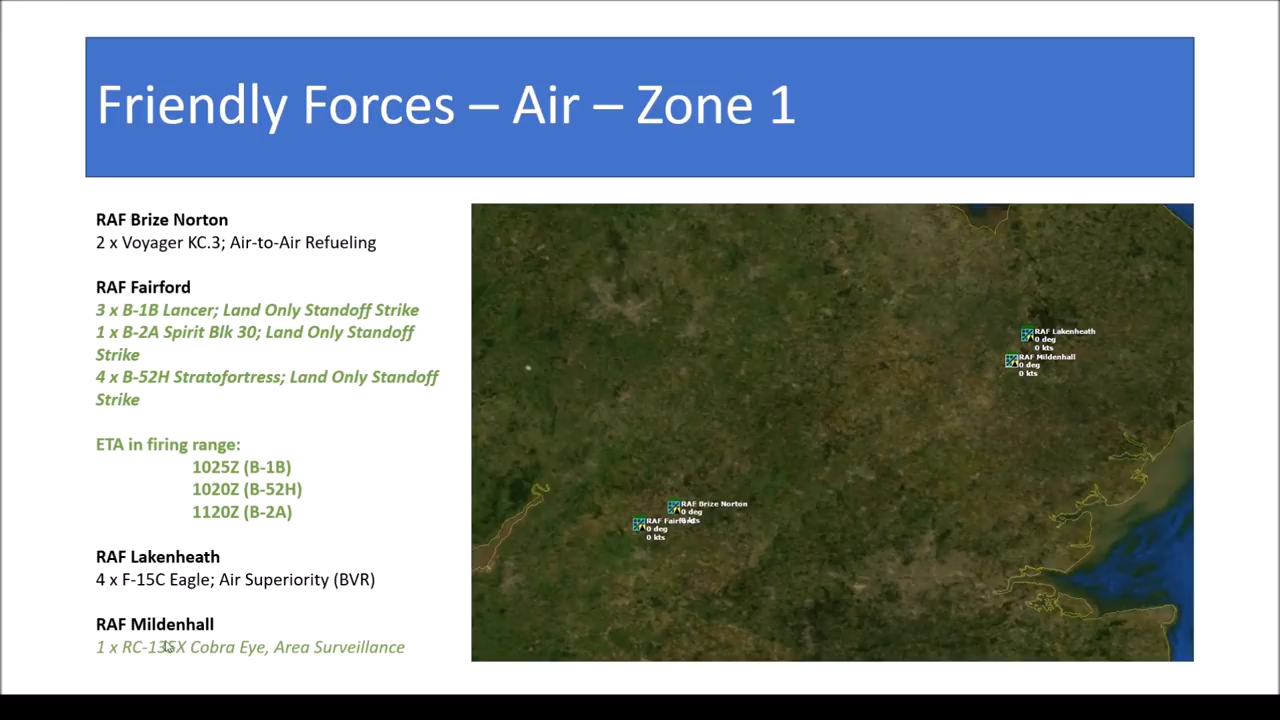 Friendly Forces – Air – Zone 1
RAF Brize Norton
2 x Voyager KC.3; Air-to-Air Refueling
RAF Fairford
3 x B-1B Lancer; Land Only Standoff Strike
1 x B-2A Spirit Blk 30; Land Only Standoff
Strike
4 x B-52H Stratofortress; Land Only Standoff
Strike
ETA in firing range:
1025Z (B-1B)
1020Z (B-52H)
1120Z (B-2A)
RAF Lakenheath
4 x F-15C Eagle; Air Superiority (BVR)
RAF Mildenhall
1 x RC-135X Cobra Eye, Area Surveillance
RAF Lakenheath
0 deg
0 kts
RAF Mildenhall
0 deg
0 kts
RAF Brize Norton
0 deg
0 kts
RAF Fairford
0 deg
0 kts